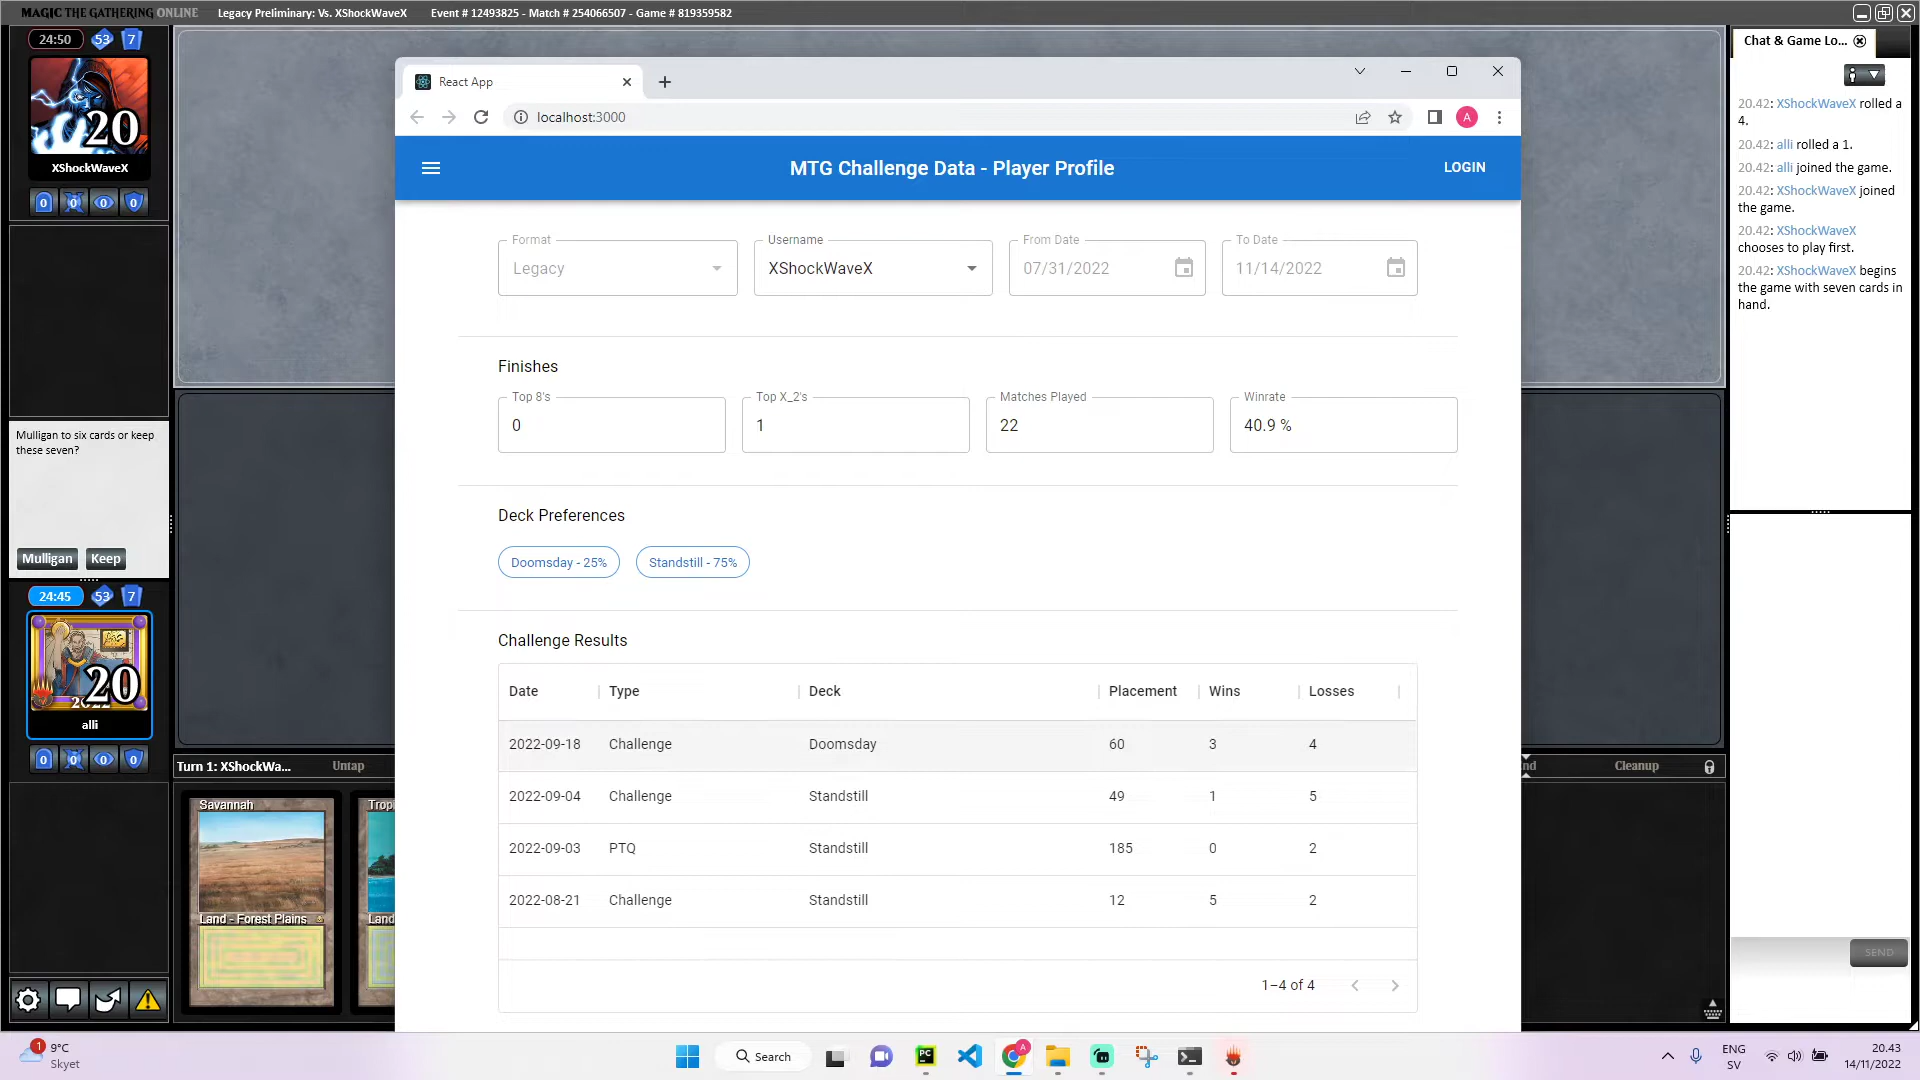 MAGIC THE GATHERING ONLINE Legacy Preliminary: Vs. XShockWaveX Event # 12493825 - Match # 254066507 - Game # 819359582
24:50 53 7
20
XShockWaveX
0 0 0 0
Mulligan to six cards or keep
these seven?
Mulligan Keep
24:45 53 7
20
2022
alli
0 0 0 0
Turn 1: XShockWa... Untap
nd Cleanup
Savannah
Land - Forest Plains
Trop
Land
React App
localhost:3000
A
MTG Challenge Data - Player Profile
LOGIN
Format
Legacy
Username
XShockWaveX
From Date
07/31/2022
To Date
11/14/2022
Finishes
Top 8's
0
Top X_2's
1
Matches Played
22
Winrate
40.9 %
Deck Preferences
Doomsday - 25% Standstill - 75%
Challenge Results
Date Type Deck Placement Wins Losses
2022-09-18 Challenge Doomsday 60 3 4
2022-09-04 Challenge Standstill 49 1 5
2022-09-03 PTQ Standstill 185 0 2
2022-08-21 Challenge Standstill 12 5 2
1–4 of 4
Chat & Game Lo...
20.42: XShockWaveX rolled a
4.
20.42: alli rolled a 1.
20.42: alli joined the game.
20.42: XShockWaveX joined
the game.
20.42: XShockWaveX
chooses to play first.
20.42: XShockWaveX begins
the game with seven cards in
hand.
SEND
1
9°C
Skyet
Search
PC
A
ENG
SV
20.43
14/11/2022